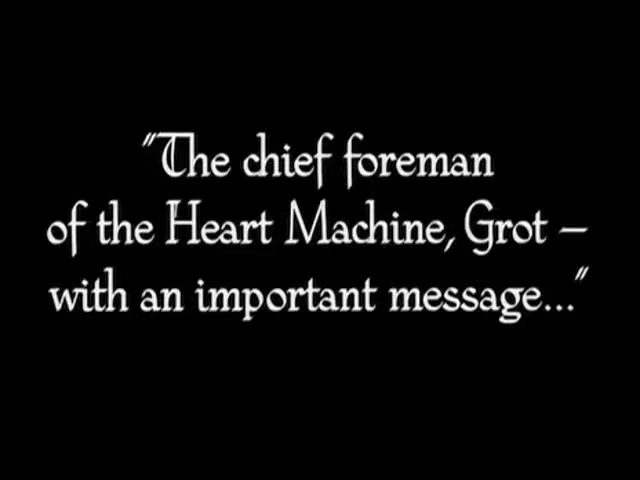 "The chief foreman
of the Heart Machine, Grot –
with an important message..."